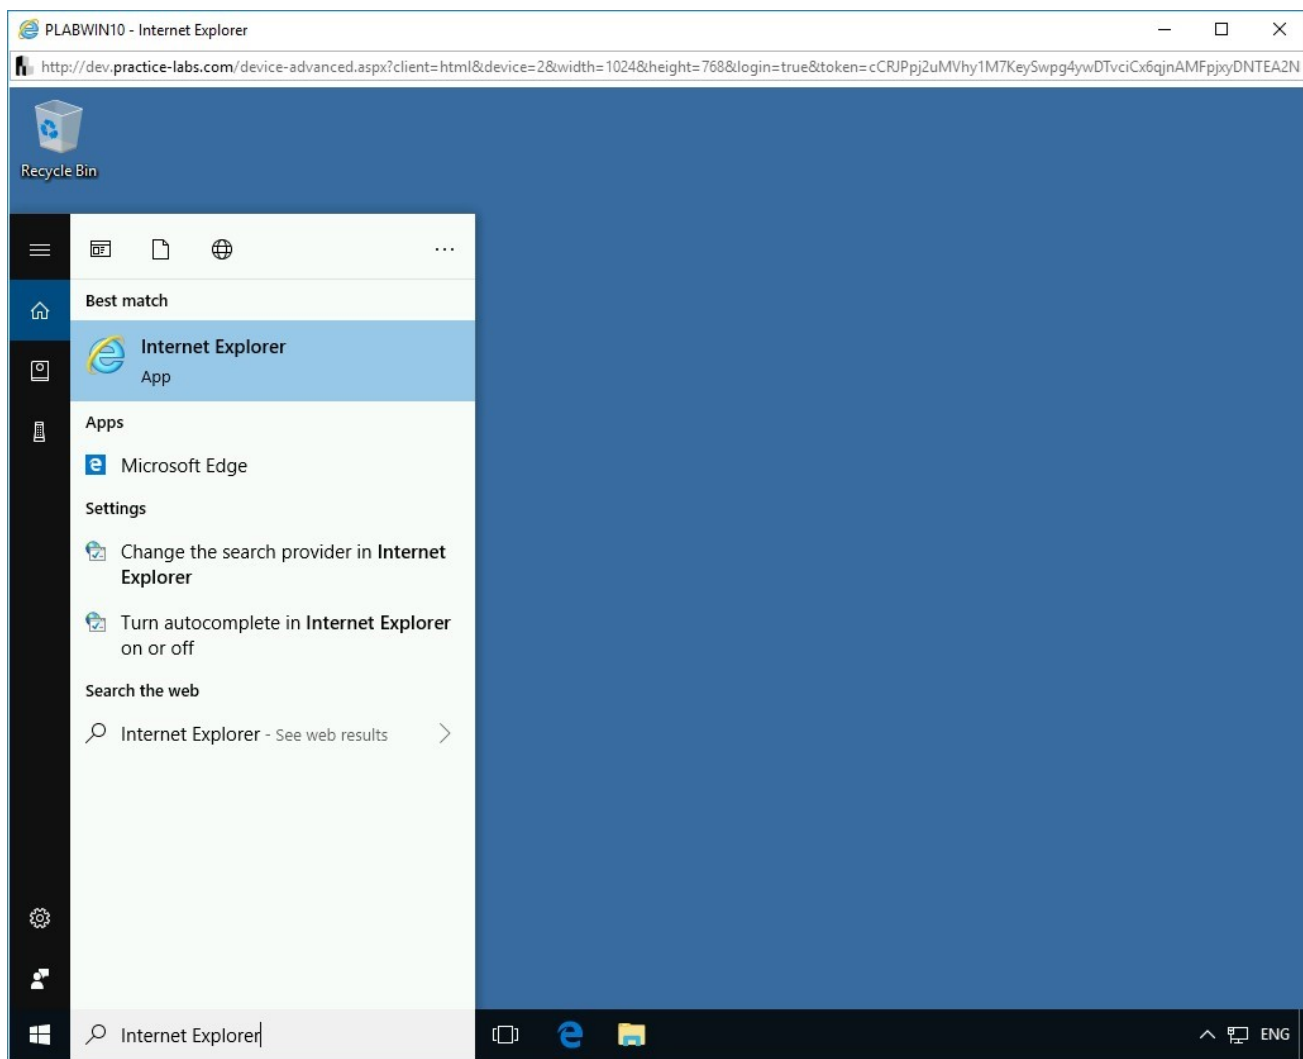 PLABWIN10 - Internet Explorer
http://dev.practice-labs.com/device-advanced.aspx?client=html&device=2&width=1024&height=768&login=true&token=cCRJPpj2uMVhy1M7KeySwpg4ywDTvciCx6qjnAMFpjxyDNTEA2N
Recycle Bin
Best match
Internet Explorer
App
Apps
Microsoft Edge
Settings
Change the search provider in Internet
Explorer
Turn autocomplete in Internet Explorer
on or off
Search the web
Internet Explorer - See web results
Internet Explorer
ENG